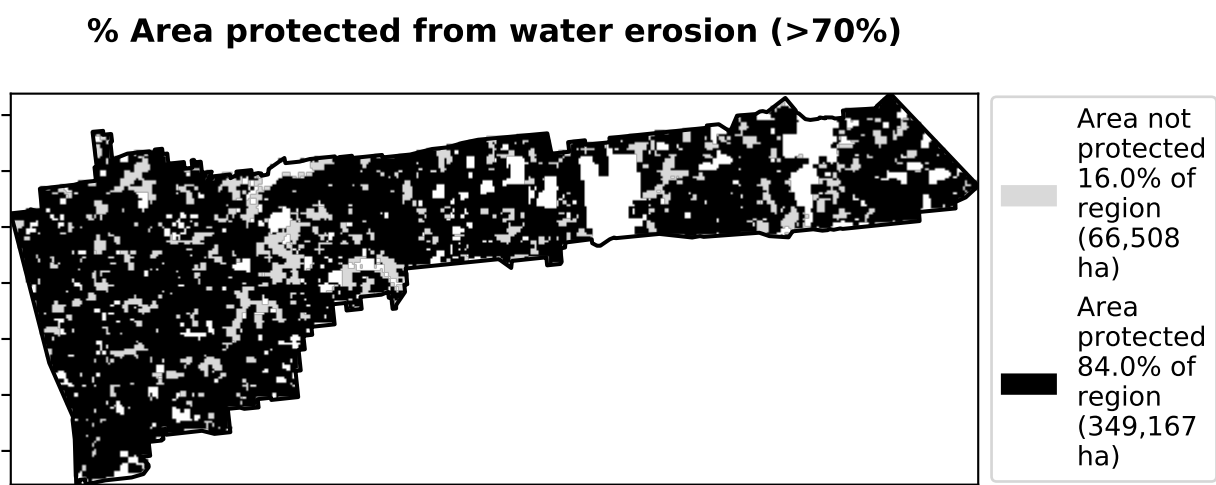 % Area protected from water erosion (>70%)
Area not
protected
16.0% of
region
(66,508
ha)
Area
protected
84.0% of
region
(349,167
ha)